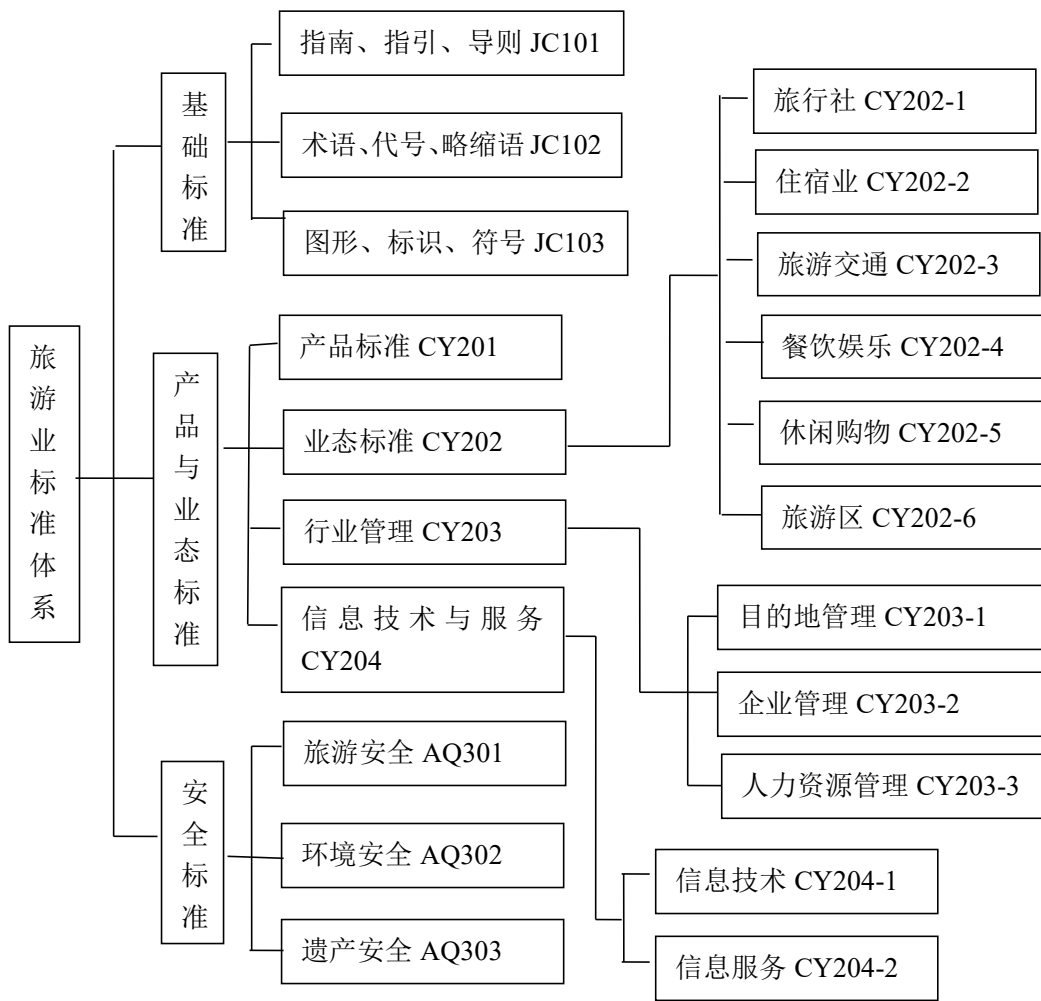 旅游业标准体系
基础标准
指南、指引、导则 JC101
术语、代号、略缩语 JC102
图形、标识、符号 JC103
产品与业态标准
产品标准 CY201
业态标准 CY202
旅行社 CY202-1
住宿业 CY202-2
旅游交通 CY202-3
餐饮娱乐 CY202-4
休闲购物 CY202-5
旅游区 CY202-6
行业管理 CY203
目的地管理 CY203-1
企业管理 CY203-2
人力资源管理 CY203-3
信息技术与服务
CY204
信息技术 CY204-1
信息服务 CY204-2
安全标准
旅游安全 AQ301
环境安全 AQ302
遗产安全 AQ303